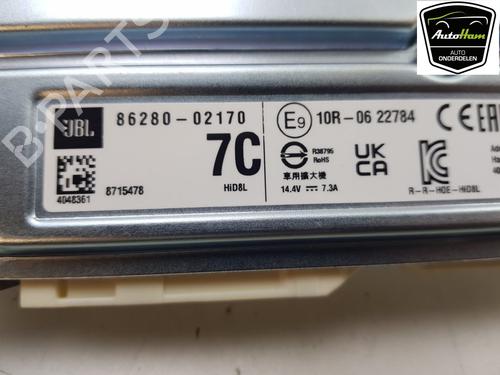 AutoHam
AUTO
ONDERDELEN
B-PARTS
JBL
86280-02170
7C
HiD8L
4048361
8715478
E9
10R-06 22784
CE
EAC
R38795
RoHS
車用擴大機
14.4V 7.3A
UK
CA
R-R-HOE-HiD8L